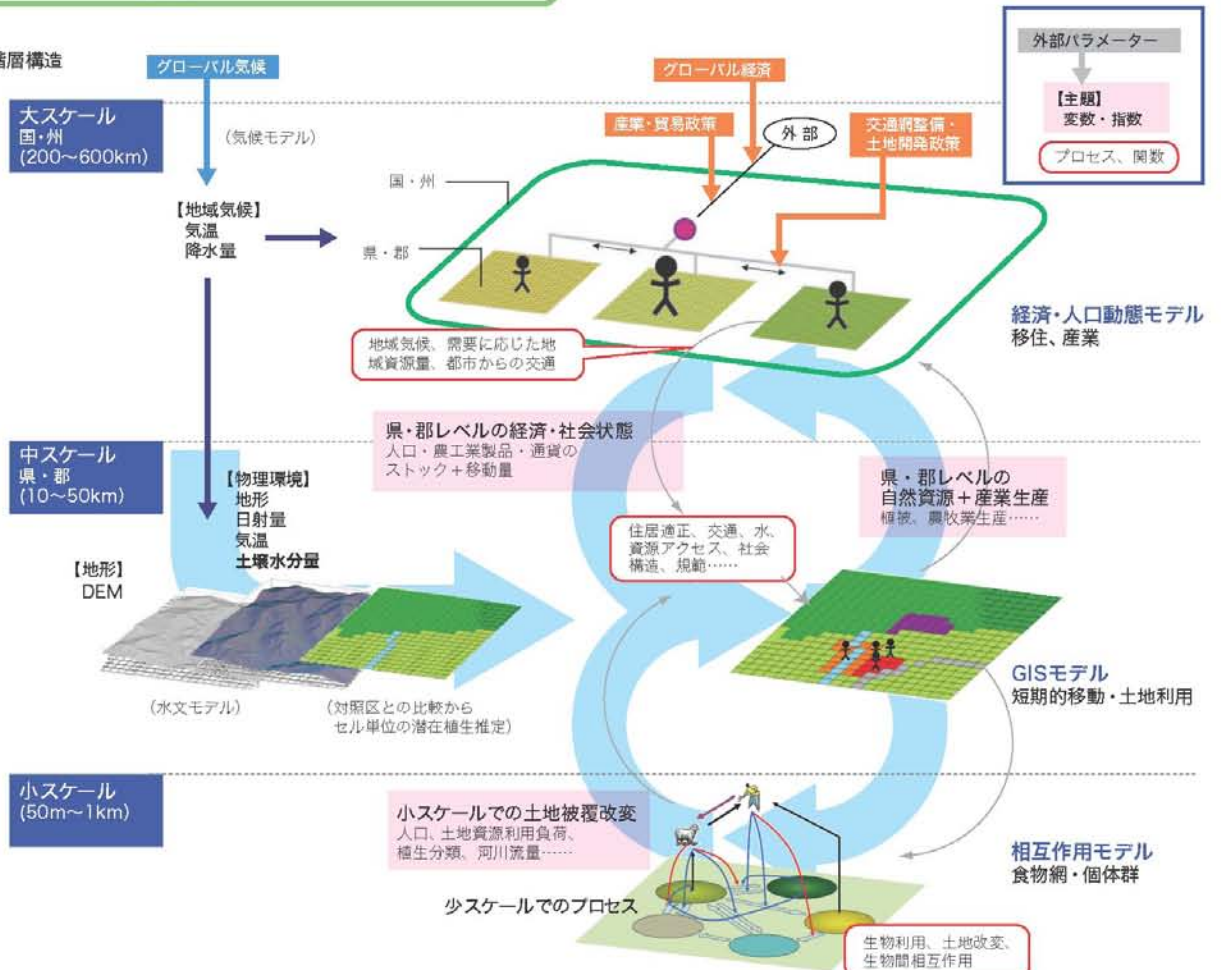 階層構造
グローバル気候
グローバル経済
外部パラメーター
【主題】
変数・指数
プロセス、関数
大スケール
国・州
(200〜600km)
(気候モデル)
産業・貿易政策
外部
交通網整備・
土地開発政策
国・州
【地域気候】
気温
降水量
県・郡
経済・人口動態モデル
移住、産業
地域気候、需要に応じた地
域資源量、都市からの交通
県・郡レベルの経済・社会状態
人口・農工業製品・通貨の
ストック+移動量
中スケール
県・郡
(10〜50km)
【物理環境】
地形
日射量
気温
土壌水分量
県・郡レベルの
自然資源+産業生産
植被、農牧業生産……
住居適正、交通、水、
資源アクセス、社会
構造、規範……
【地形】
DEM
GISモデル
短期的移動・土地利用
(水文モデル)
(対照区との比較から
セル単位の潜在植生推定)
小スケール
(50m〜1km)
小スケールでの土地被覆改変
人口、土地資源利用負荷、
植生分類、河川流量……
相互作用モデル
食物網・個体群
少スケールでのプロセス
生物利用、土地改変、
生物間相互作用